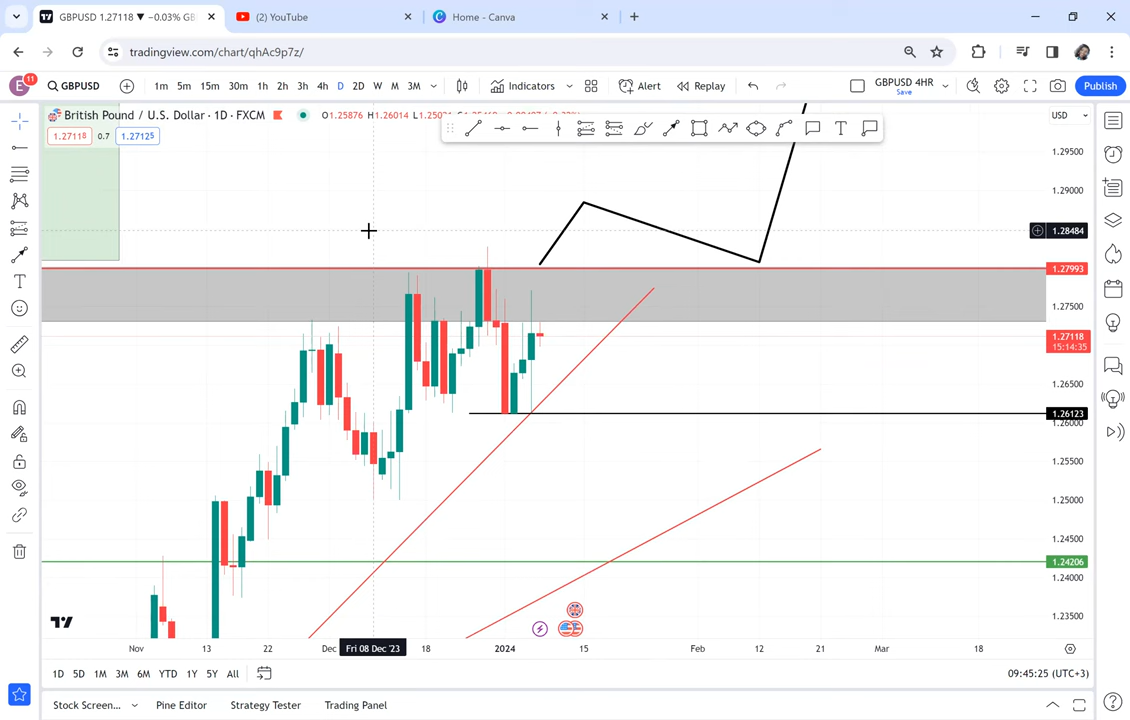 GBPUSD 1.27118 ▼ −0.03% GE
(2) YouTube
Home - Canva
tradingview.com/chart/qhAc9p7z/
E 11 GBPUSD 1m 5m 15m 30m 1h 2h 3h 4h D 2D W M 3M Indicators Alert Replay GBPUSD 4HR Save Publish
British Pound / U.S. Dollar · 1D · FXCM O1.25876 H1.26014
1.27118 0.7 1.27125
USD
1.29500
1.29000
1.28484
1.27993
1.27500
1.27118
15:14:35
1.26500
1.26123
1.26000
1.25500
1.25000
1.24500
1.24206
1.24000
1.23500
Nov 13 22 Dec Fri 08 Dec '23 18 2024 15 Feb 12 21 Mar 18
1D 5D 1M 3M 6M YTD 1Y 5Y All 09:45:25 (UTC+3)
Stock Screen... Pine Editor Strategy Tester Trading Panel